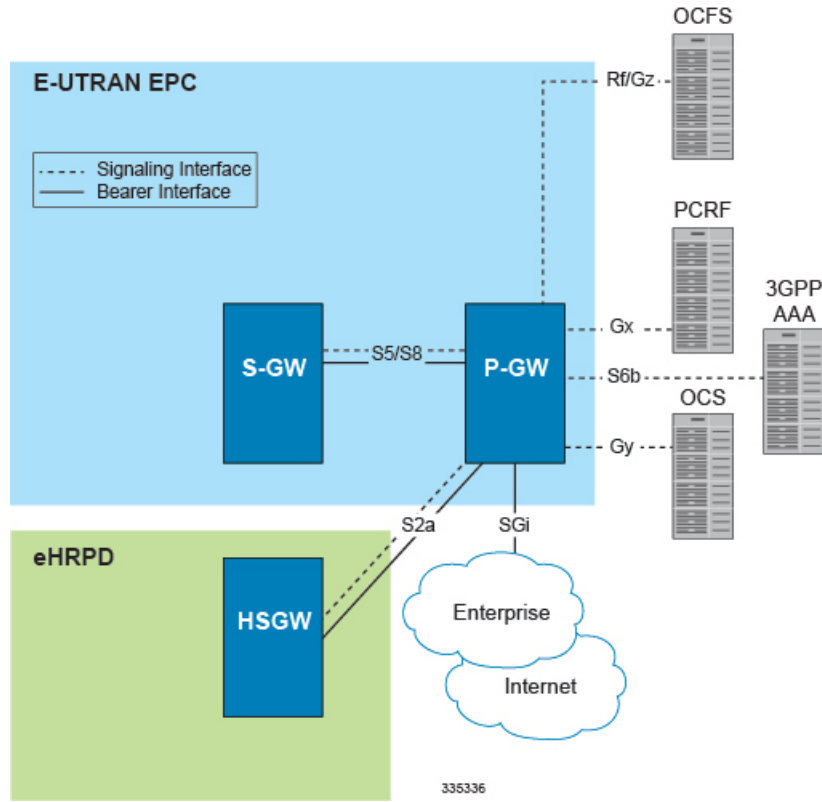 OCFS
E-UTRAN EPC
Rf/Gz
Signaling Interface
Bearer Interface
PCRF
3GPP
AAA
Gx
S5/S8
S-GW
P-GW
S6b
OCS
Gy
S2a
SGi
eHRPD
HSGW
Enterprise
Internet
335336